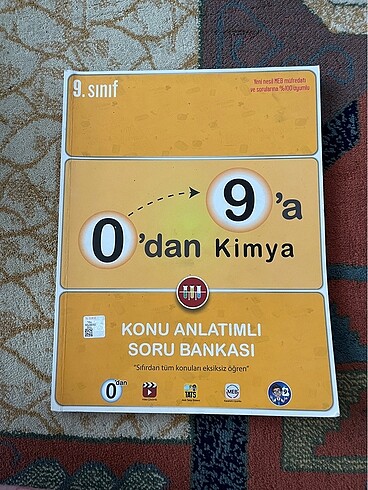 9. sınıf
Yeni nesil MEB müfredatı
ve sorularına %100 uyumlu
0'dan 9'a
Kimya
KONU ANLATIMLI
SORU BANKASI
"Sıfırdan tüm konuları eksiksiz öğren"
0'dan
TATS
MEB